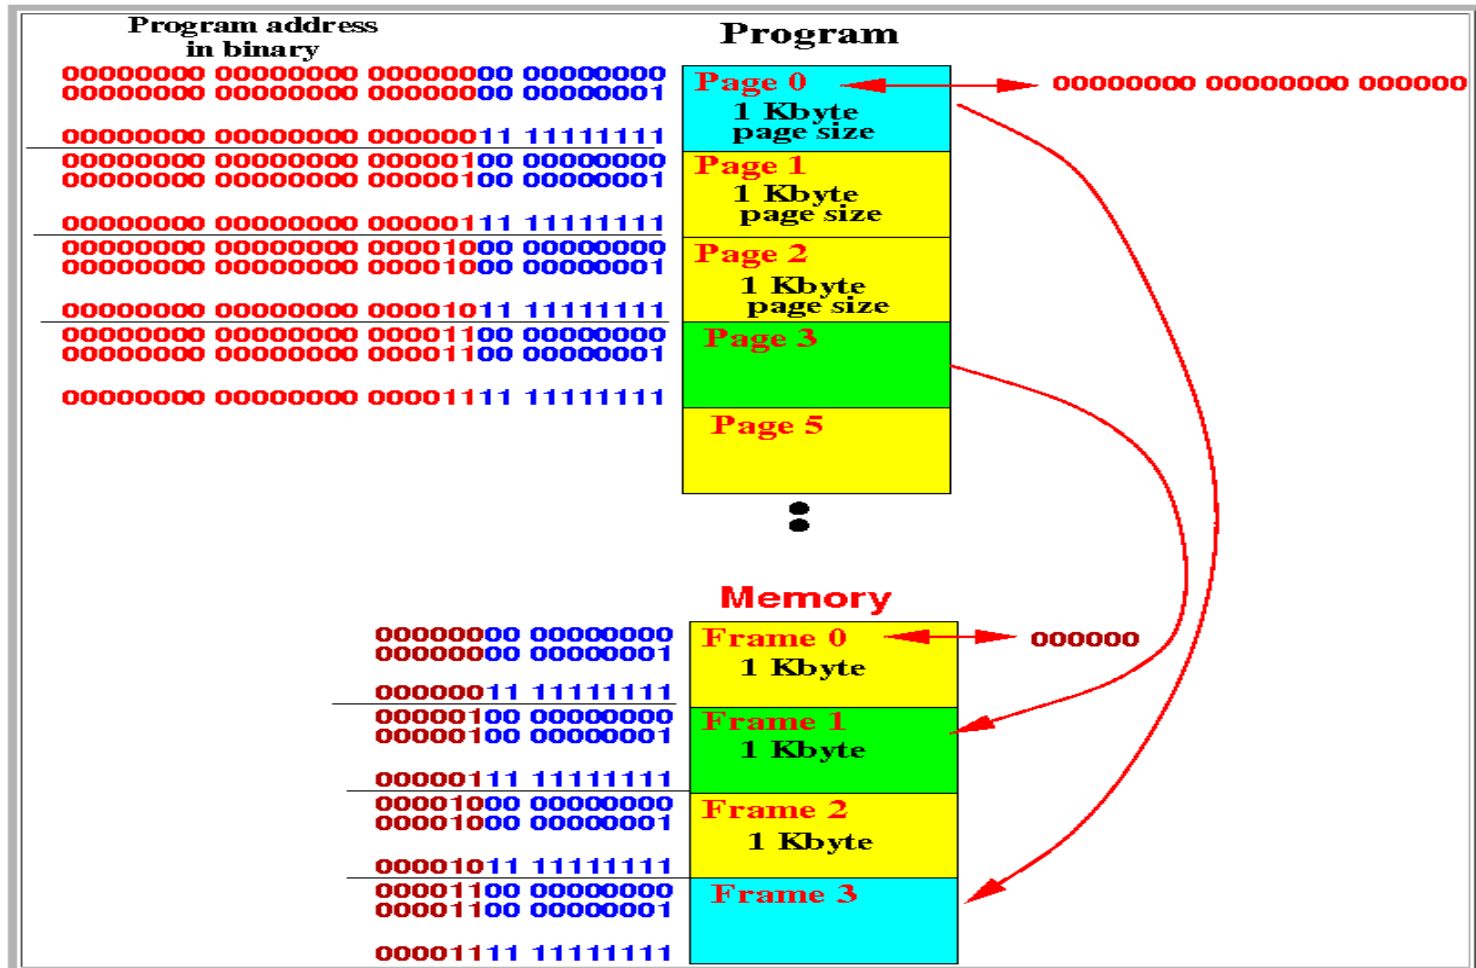 Program address
in binary
Program
00000000 00000000 00000000 00000000
00000000 00000000 00000000 00000001
00000000 00000000 00000011 11111111
00000000 00000000 00000100 00000000
00000000 00000000 00000100 00000001
00000000 00000000 00000111 11111111
00000000 00000000 00001000 00000000
00000000 00000000 00001000 00000001
00000000 00000000 00001011 11111111
00000000 00000000 00001100 00000000
00000000 00000000 00001100 00000001
00000000 00000000 00001111 11111111
Page 0
1 Kbyte
page size
00000000 00000000 000000
Page 1
1 Kbyte
page size
Page 2
1 Kbyte
page size
Page 3
Page 5
Memory
00000000 00000000
00000000 00000001
00000011 11111111
00000100 00000000
00000100 00000001
00000111 11111111
00001000 00000000
00001000 00000001
00001011 11111111
00001100 00000000
00001100 00000001
00001111 11111111
Frame 0
1 Kbyte
000000
Frame 1
1 Kbyte
Frame 2
1 Kbyte
Frame 3